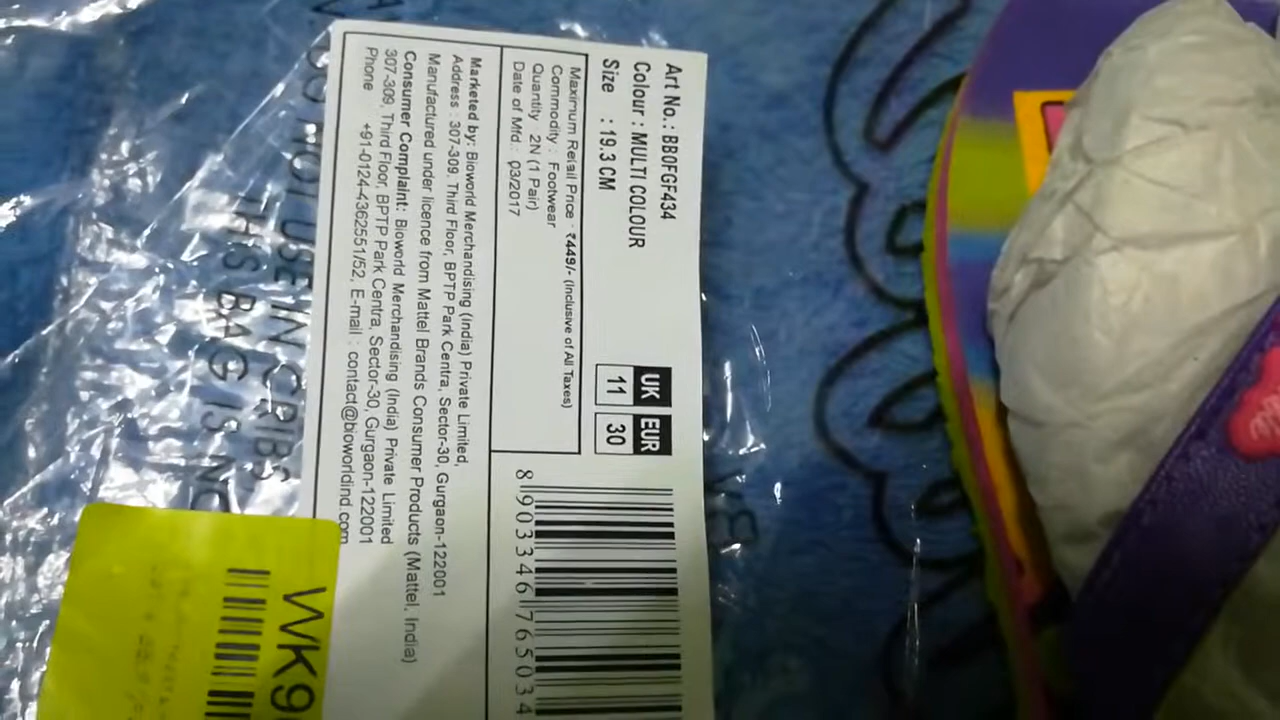 Art No.: BB0FGF434
Colour : MULTI COLOUR
Size : 19.3 CM
UK EUR
11 30
Maximum Retail Price : ₹449/- (Inclusive of All Taxes)
Commodity : Footwear
Quantity : 2N (1 Pair)
Date of Mfd.: 03/2017
8 903346 765034
Marketed by: Bioworld Merchandising (India) Private Limited,
Address : 307-309, Third Floor, BPTP Park Centra, Sector-30, Gurgaon-122001
Manufactured under licence from Mattel Brands Consumer Products (Mattel, India)
Consumer Complaint: Bioworld Merchandising (India) Private Limited
307-309, Third Floor, BPTP Park Centra, Sector-30, Gurgaon-122001
Phone +91-0124-4362551/52, E-mail : contact@bioworldind.com
DO NOT USE IN CRIBS
THIS BAG IS NO
WK9